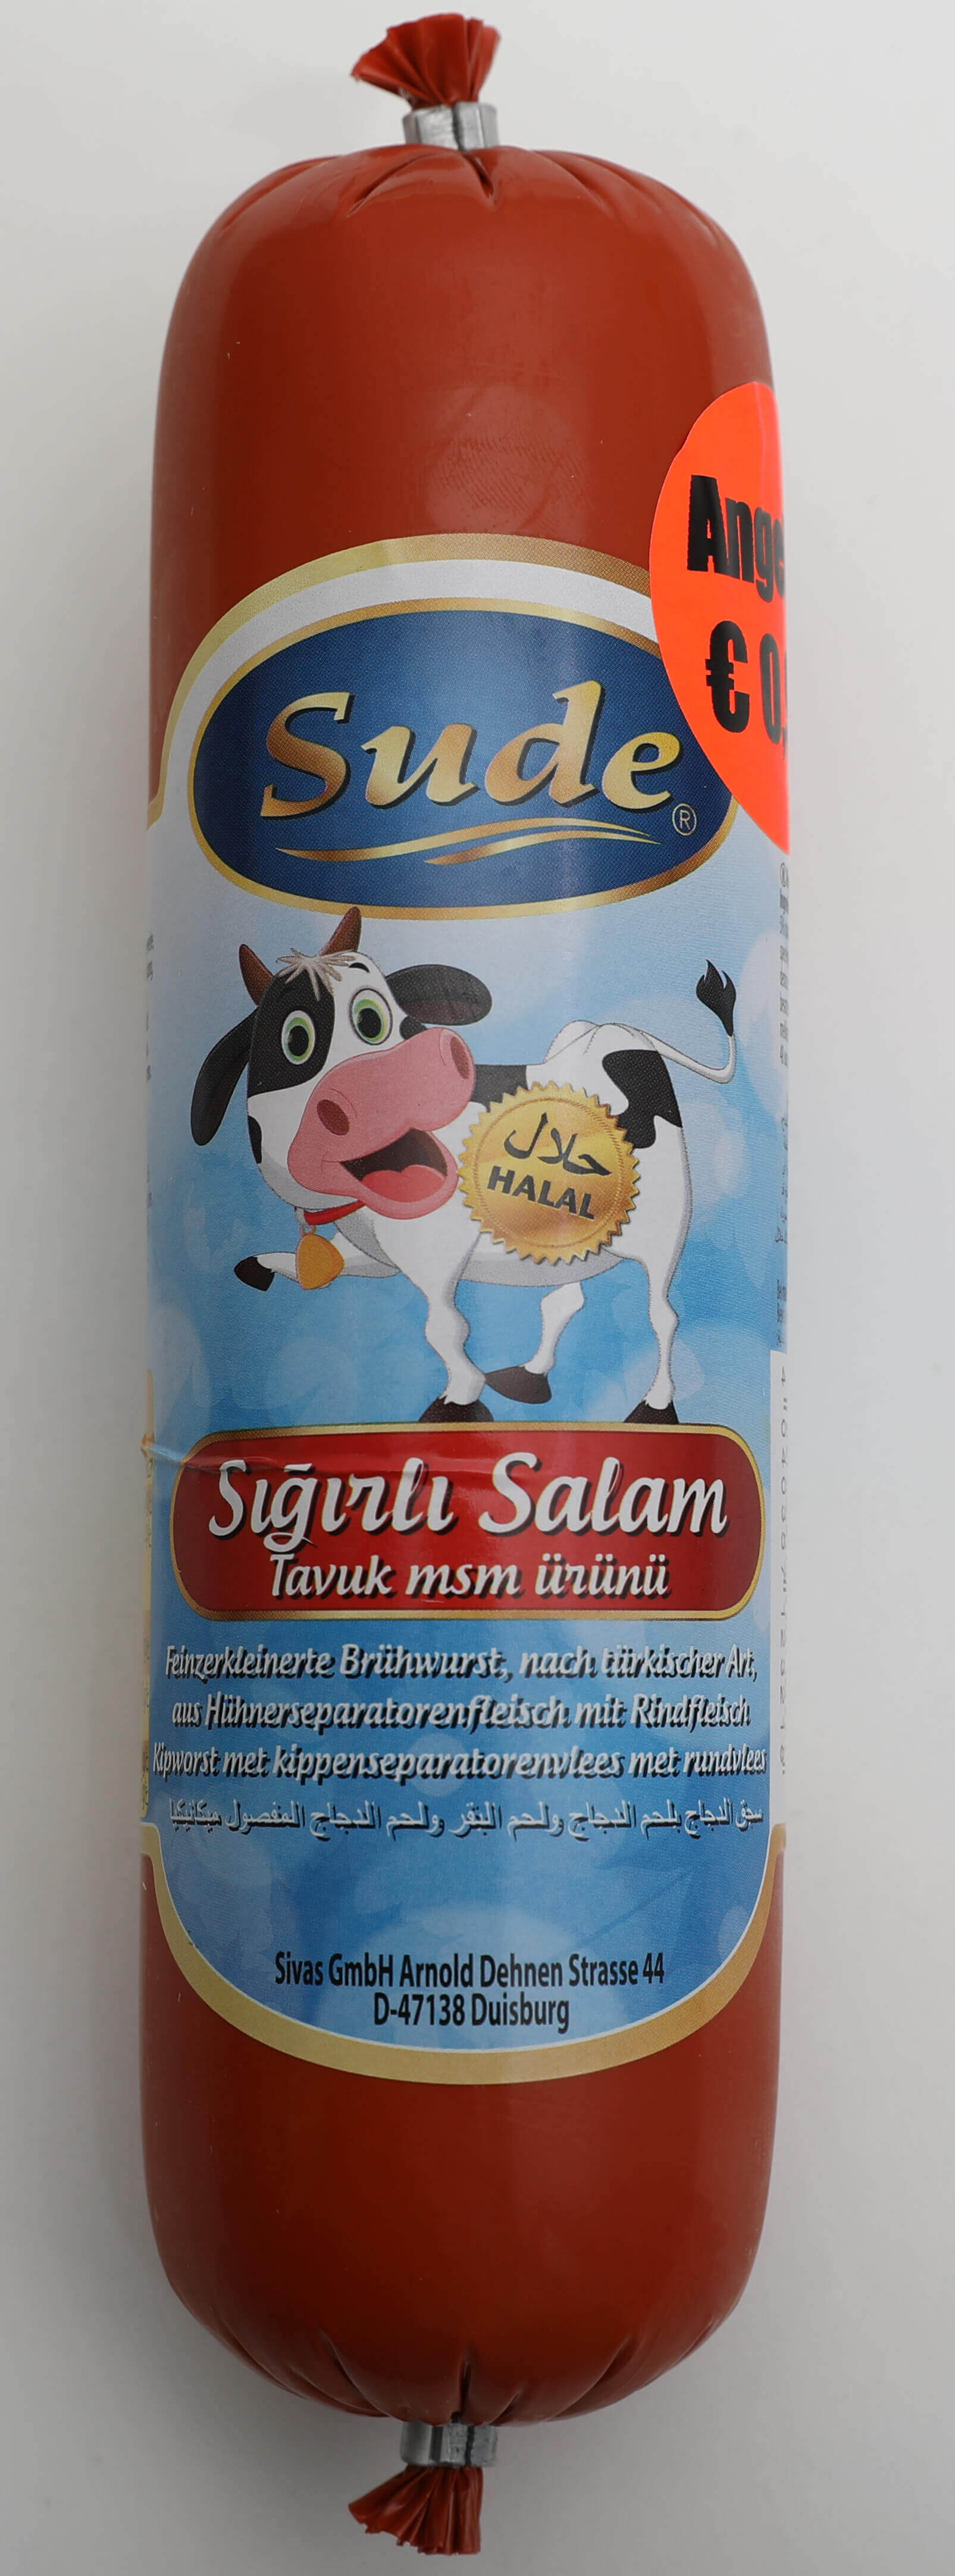 Sude
®
حلال
HALAL
Sığırlı Salam
Tavuk msm ürünü
Feinzerkleinerte Brühwurst, nach türkischer Art,
aus Hühnerseparatorenfleisch mit Rindfleisch
Kipworst met kippenseparatorenvlees met rundvlees
سجق الدجاج بلحم الدجاج ولحم البقر ولحم الدجاج المفصول ميكانيكيا
Sivas GmbH Arnold Dehnen Strasse 44
D-47138 Duisburg
€ 0.